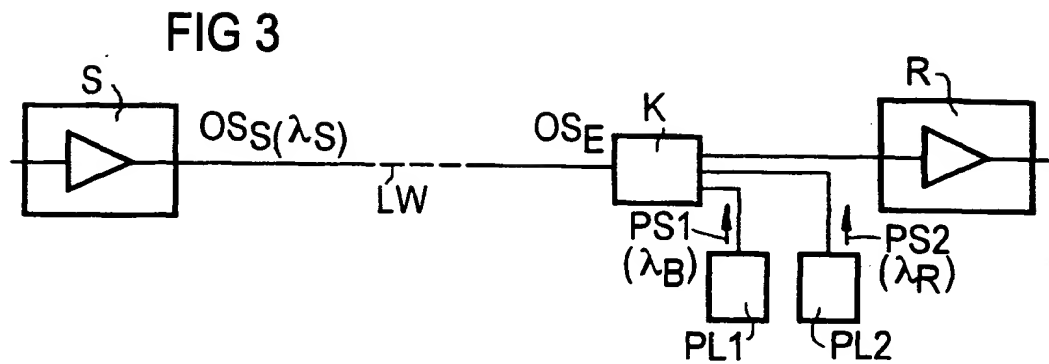 FIG 3
S
OSS(λS)
LW
OSE
K
R
PS1
(λB)
PS2
(λR)
PL1
PL2